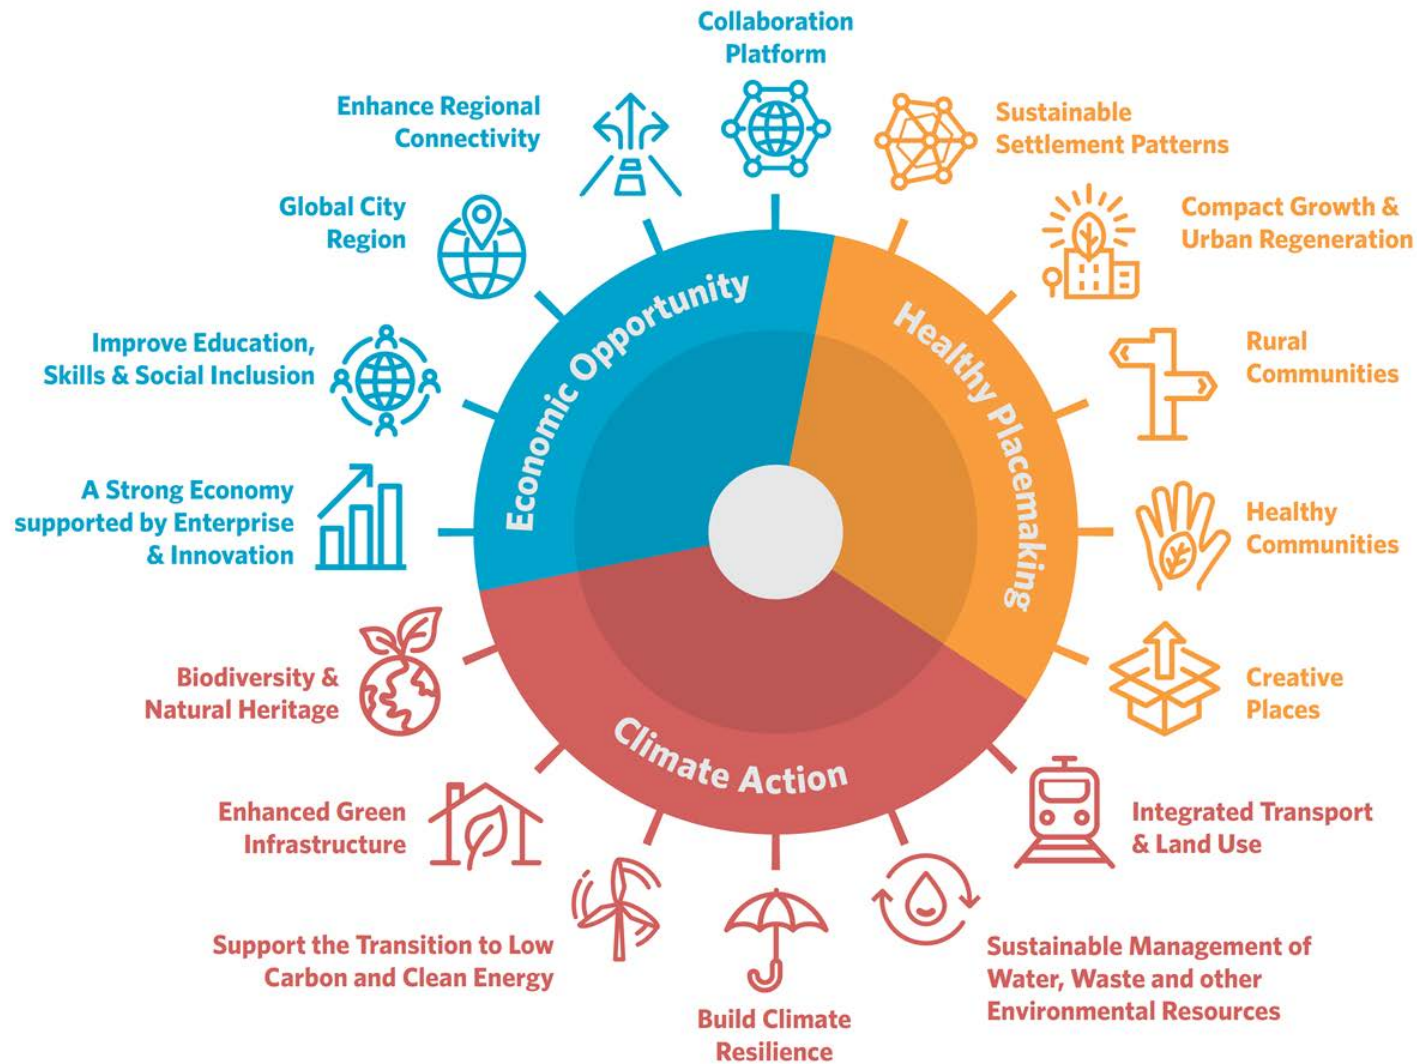 Collaboration
Platform
Enhance Regional
Connectivity
Sustainable
Settlement Patterns
Global City
Region
Compact Growth &
Urban Regeneration
Improve Education,
Skills & Social Inclusion
Rural
Communities
A Strong Economy
supported by Enterprise
& Innovation
Healthy
Communities
Economic Opportunity
Healthy Placemaking
Climate Action
Biodiversity &
Natural Heritage
Creative
Places
Enhanced Green
Infrastructure
Integrated Transport
& Land Use
Support the Transition to Low
Carbon and Clean Energy
Sustainable Management of
Water, Waste and other
Environmental Resources
Build Climate
Resilience